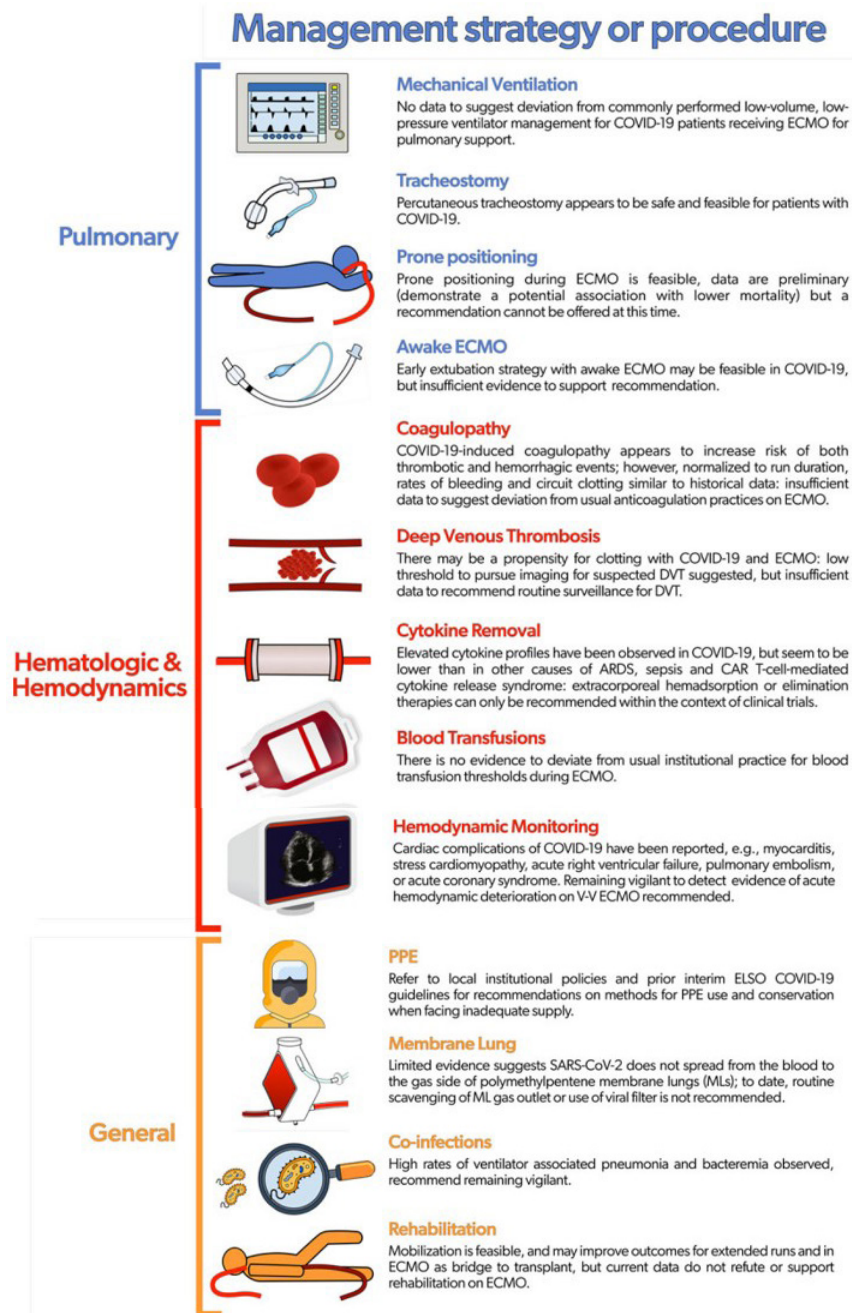 Management strategy or procedure
Pulmonary
Mechanical Ventilation
No data to suggest deviation from commonly performed low-volume, low-
pressure ventilator management for COVID-19 patients receiving ECMO for
pulmonary support.
Tracheostomy
Percutaneous tracheostomy appears to be safe and feasible for patients with
COVID-19.
Prone positioning
Prone positioning during ECMO is feasible, data are preliminary
(demonstrate a potential association with lower mortality) but a
recommendation cannot be offered at this time.
Awake ECMO
Early extubation strategy with awake ECMO may be feasible in COVID-19,
but insufficient evidence to support recommendation.
Hematologic &
Hemodynamics
Coagulopathy
COVID-19-induced coagulopathy appears to increase risk of both
thrombotic and hemorrhagic events; however, normalized to run duration,
rates of bleeding and circuit clotting similar to historical data: insufficient
data to suggest deviation from usual anticoagulation practices on ECMO.
Deep Venous Thrombosis
There may be a propensity for clotting with COVID-19 and ECMO: low
threshold to pursue imaging for suspected DVT suggested, but insufficient
data to recommend routine surveillance for DVT.
Cytokine Removal
Elevated cytokine profiles have been observed in COVID-19, but seem to be
lower than in other causes of ARDS, sepsis and CAR T-cell-mediated
cytokine release syndrome: extracorporeal hemadsorption or elimination
therapies can only be recommended within the context of clinical trials.
Blood Transfusions
There is no evidence to deviate from usual institutional practice for blood
transfusion thresholds during ECMO.
Hemodynamic Monitoring
Cardiac complications of COVID-19 have been reported, e.g., myocarditis,
stress cardiomyopathy, acute right ventricular failure, pulmonary embolism,
or acute coronary syndrome. Remaining vigilant to detect evidence of acute
hemodynamic deterioration on V-V ECMO recommended.
General
PPE
Refer to local institutional policies and prior interim ELSO COVID-19
guidelines for recommendations on methods for PPE use and conservation
when facing inadequate supply.
Membrane Lung
Limited evidence suggests SARS-CoV-2 does not spread from the blood to
the gas side of polymethylpentene membrane lungs (MLs); to date, routine
scavenging of ML gas outlet or use of viral filter is not recommended.
Co-infections
High rates of ventilator associated pneumonia and bacteremia observed,
recommend remaining vigilant.
Rehabilitation
Mobilization is feasible, and may improve outcomes for extended runs and in
ECMO as bridge to transplant, but current data do not refute or support
rehabilitation on ECMO.